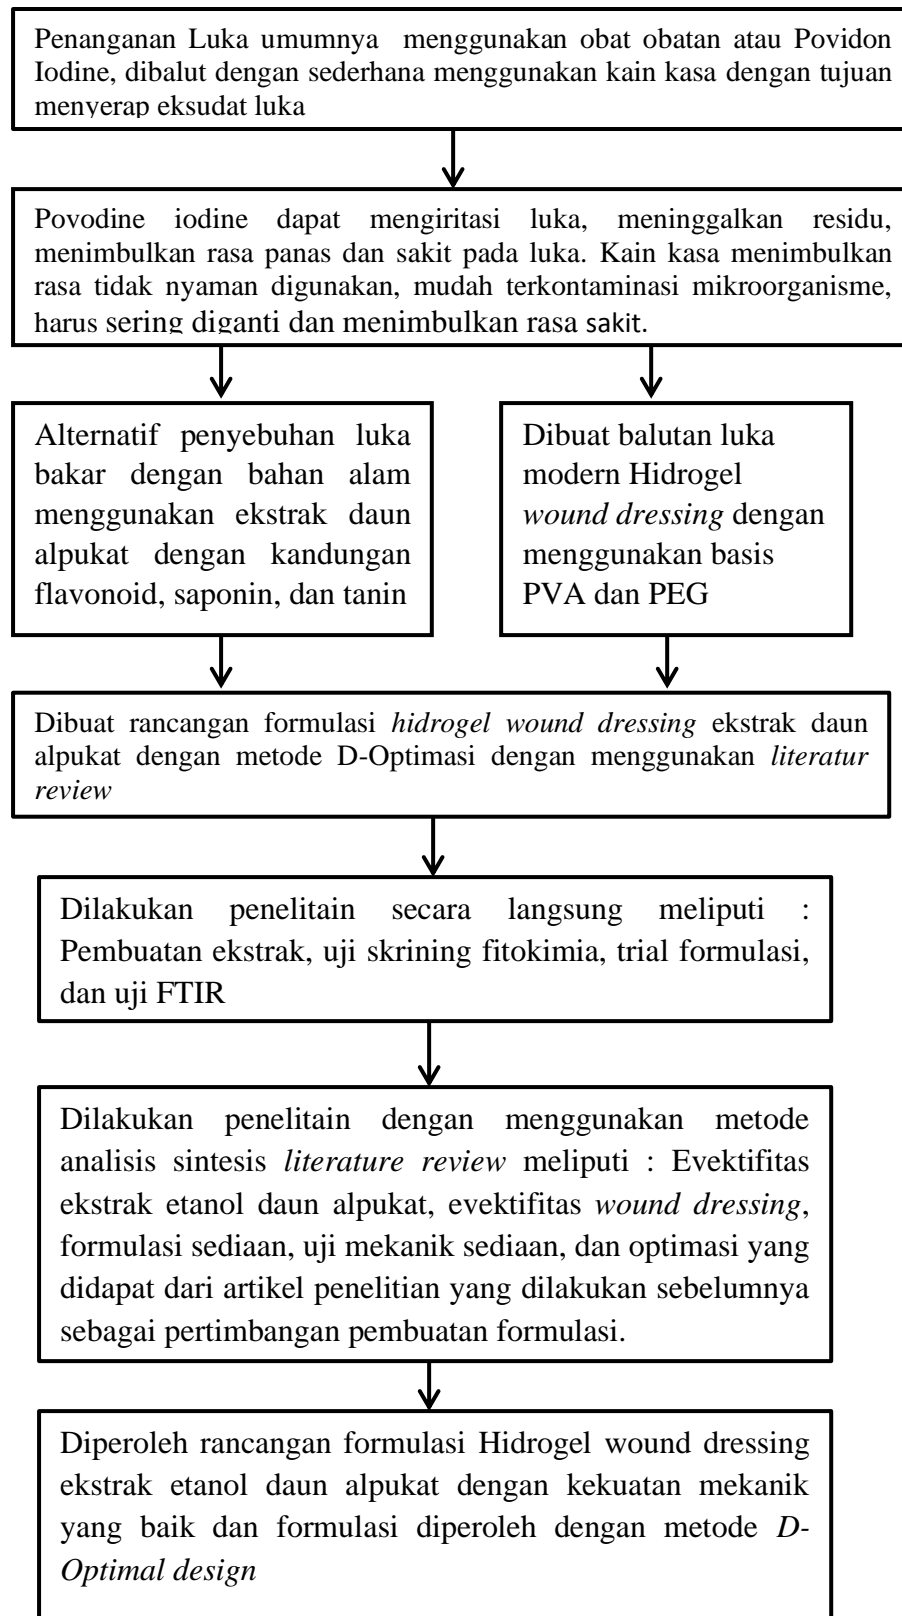 Penanganan Luka umumnya menggunakan obat obatan atau Povidon
Iodine, dibalut dengan sederhana menggunakan kain kasa dengan tujuan
menyerap eksudat luka
Povodine iodine dapat mengiritasi luka, meninggalkan residu,
menimbulkan rasa panas dan sakit pada luka. Kain kasa menimbulkan
rasa tidak nyaman digunakan, mudah terkontaminasi mikroorganisme,
harus sering diganti dan menimbulkan rasa sakit.
Alternatif penyebuhan luka
bakar dengan bahan alam
menggunakan ekstrak daun
alpukat dengan kandungan
flavonoid, saponin, dan tanin
Dibuat balutan luka
modern Hidrogel
wound dressing dengan
menggunakan basis
PVA dan PEG
Dibuat rancangan formulasi hidrogel wound dressing ekstrak daun
alpukat dengan metode D-Optimasi dengan menggunakan literatur
review
Dilakukan penelitain secara langsung meliputi :
Pembuatan ekstrak, uji skrining fitokimia, trial formulasi,
dan uji FTIR
Dilakukan penelitain dengan menggunakan metode
analisis sintesis literature review meliputi : Evektifitas
ekstrak etanol daun alpukat, evektifitas wound dressing,
formulasi sediaan, uji mekanik sediaan, dan optimasi yang
didapat dari artikel penelitian yang dilakukan sebelumnya
sebagai pertimbangan pembuatan formulasi.
Diperoleh rancangan formulasi Hidrogel wound dressing
ekstrak etanol daun alpukat dengan kekuatan mekanik
yang baik dan formulasi diperoleh dengan metode D-
Optimal design